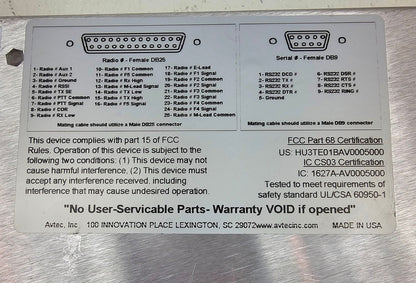 Radio # - Female DB25
Serial # - Female DB9
1- Radio # Aux 1
2- Radio # Aux 2
3- Radio # Ground
4- Radio # RSSI
5- Radio # TX SE
6- Radio # PTT Common
7- Radio # PTT Signal
8- Radio # COR
9- Radio # Rx Low
10- Radio # F1 Common
11- Radio # F2 Common
12- Radio # Rx High
13- Radio # M-Lead Signal
14- Radio # TX Low
15- Radio # TX High
16- Radio # F5 Signal
17- Radio # E-Lead
18- Radio # F1 Signal
19- Radio # F2 Signal
20- Radio # F3 Common
21- Radio # F3 Signal
22- Radio # F2 Signal
23- Radio # F4 Common
24- Radio # F4 Signal
25- Radio # M-Lead Common
Mating cable should utilize a Male DB25 connector
1- RS232 DCD #
2- RS232 TX #
3- RS232 RX #
4- RS232 DTR #
5- Ground
6- RS232 DSR #
7- RS232 RTS #
8- RS232 CTS #
9- RS232 RING #
Mating cable should utilize a Male DB9 connector
This device complies with part 15 of FCC
Rules. Operation of this device is subject to the
following two conditions: (1) This device may not
cause harmful interference, (2) This device must
accept any interference received, including
interference that may cause undesired operation.
FCC Part 68 Certification
US: HU3TE01BAV0005000
IC CS03 Certification
IC: 1627A-AV0005000
Tested to meet requirements of
safety standard UL/CSA 60950-1
"No User-Servicable Parts- Warranty VOID if opened"
Avtec, Inc. 100 INNOVATION PLACE LEXINGTON, SC 29072 www.avtecinc.com MADE IN USA